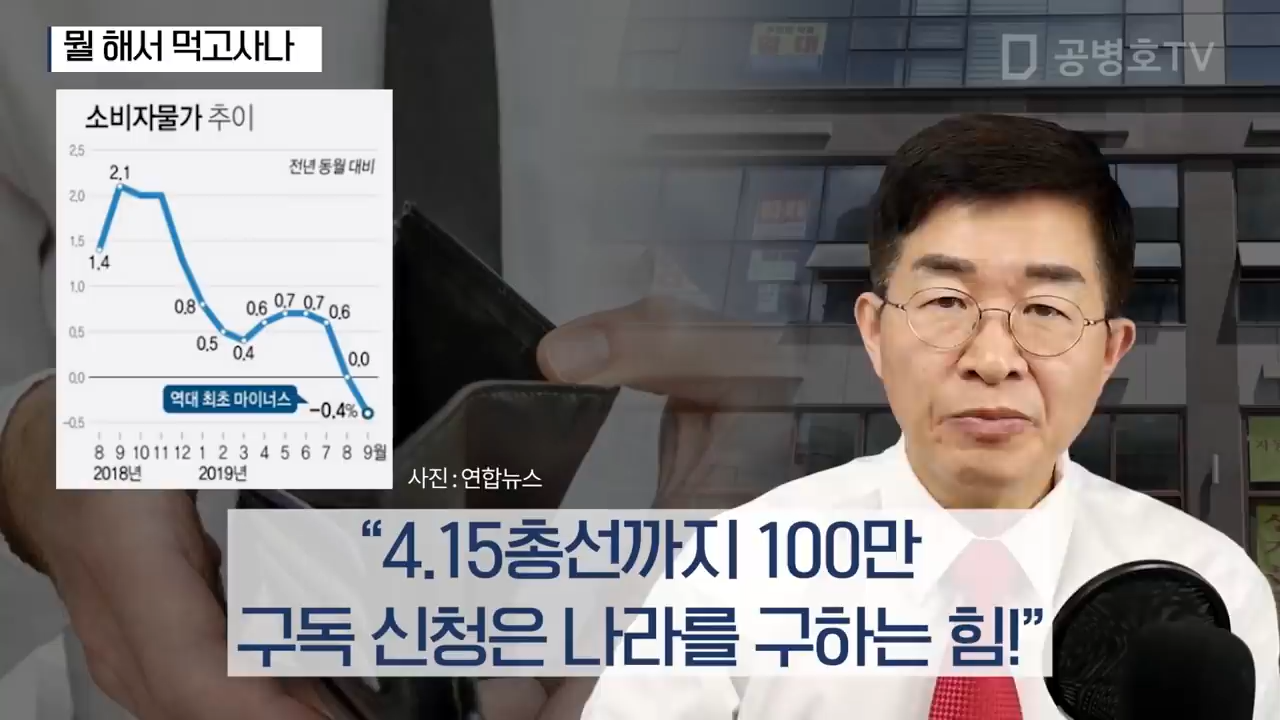 뭘 해서 먹고사나
공병호TV
소비자물가 추이
전년 동월 대비
2.5
2.0
1.5
1.0
0.5
0.0
-0.5
1.4
2.1
0.8
0.5
0.4
0.6
0.7
0.7
0.6
0.0
역대 최초 마이너스
-0.4%
8 9 10 11 12 1 2 3 4 5 6 7 8 9월
2018년 2019년
사진 : 연합뉴스
“4.15총선까지 100만
구독 신청은 나라를 구하는 힘!”